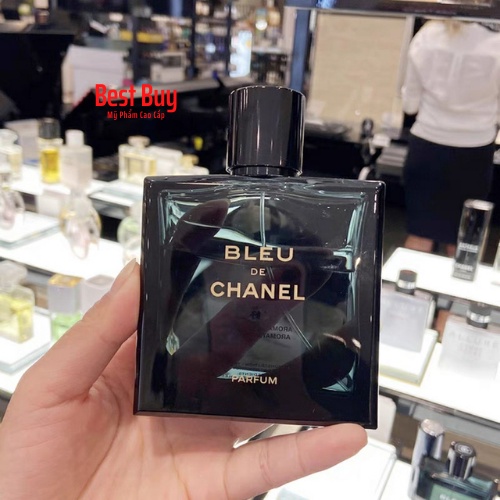 Best Buy
Mỹ Phẩm Cao Cấp
BLEU
DE
CHANEL
PARFUM